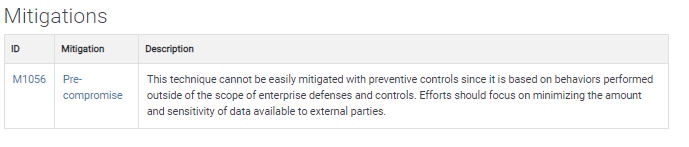 Mitigations
ID Mitigation Description
M1056 Pre- This technique cannot be easily mitigated with preventive controls since it is based on behaviors performed
compromise outside of the scope of enterprise defenses and controls. Efforts should focus on minimizing the amount
and sensitivity of data available to external parties.